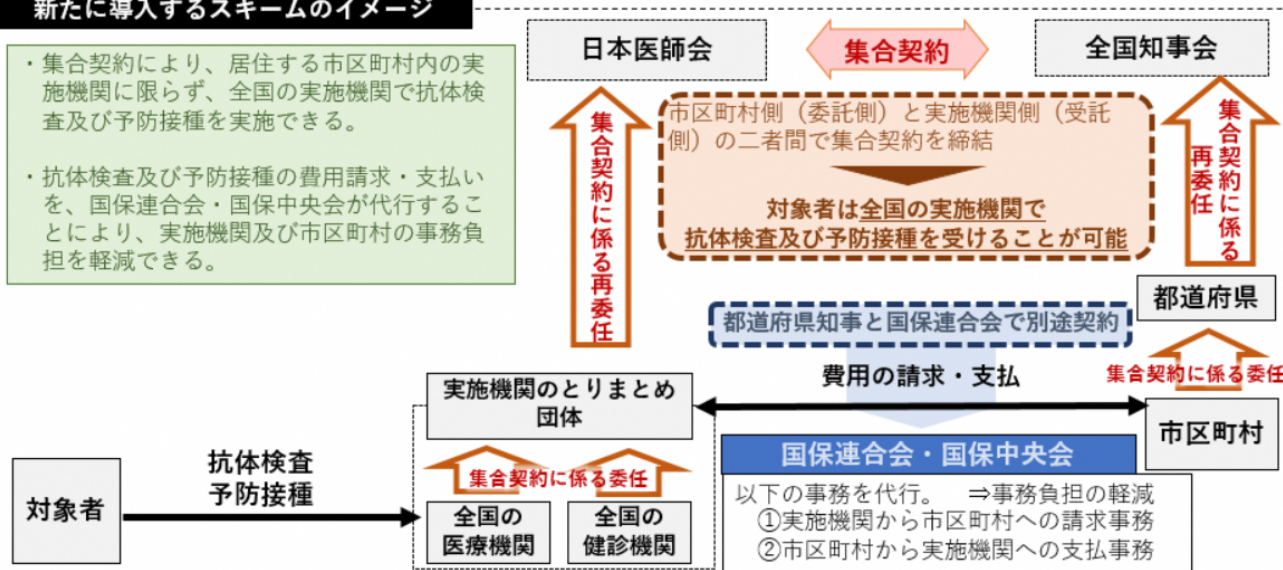 新たに導入するスキームのイメージ
・集合契約により、居住する市区町村内の実
施機関に限らず、全国の実施機関で抗体検
査及び予防接種を実施できる。
・抗体検査及び予防接種の費用請求・支払い
を、国保連合会・国保中央会が代行するこ
とにより、実施機関及び市区町村の事務負
担を軽減できる。
日本医師会
集合契約
全国知事会
市区町村側（委託側）と実施機関側（受託
側）の二者間で集合契約を締結
対象者は全国の実施機関で
抗体検査及び予防接種を受けることが可能
集合契約に係る再委任
集合契約に係る
再委任
都道府県
都道府県知事と国保連合会で別途契約
費用の請求・支払
集合契約に係る委任
市区町村
実施機関のとりまとめ
団体
集合契約に係る委任
全国の
医療機関
全国の
健診機関
対象者
抗体検査
予防接種
国保連合会・国保中央会
以下の事務を代行。　⇒事務負担の軽減
①実施機関から市区町村への請求事務
②市区町村から実施機関への支払事務